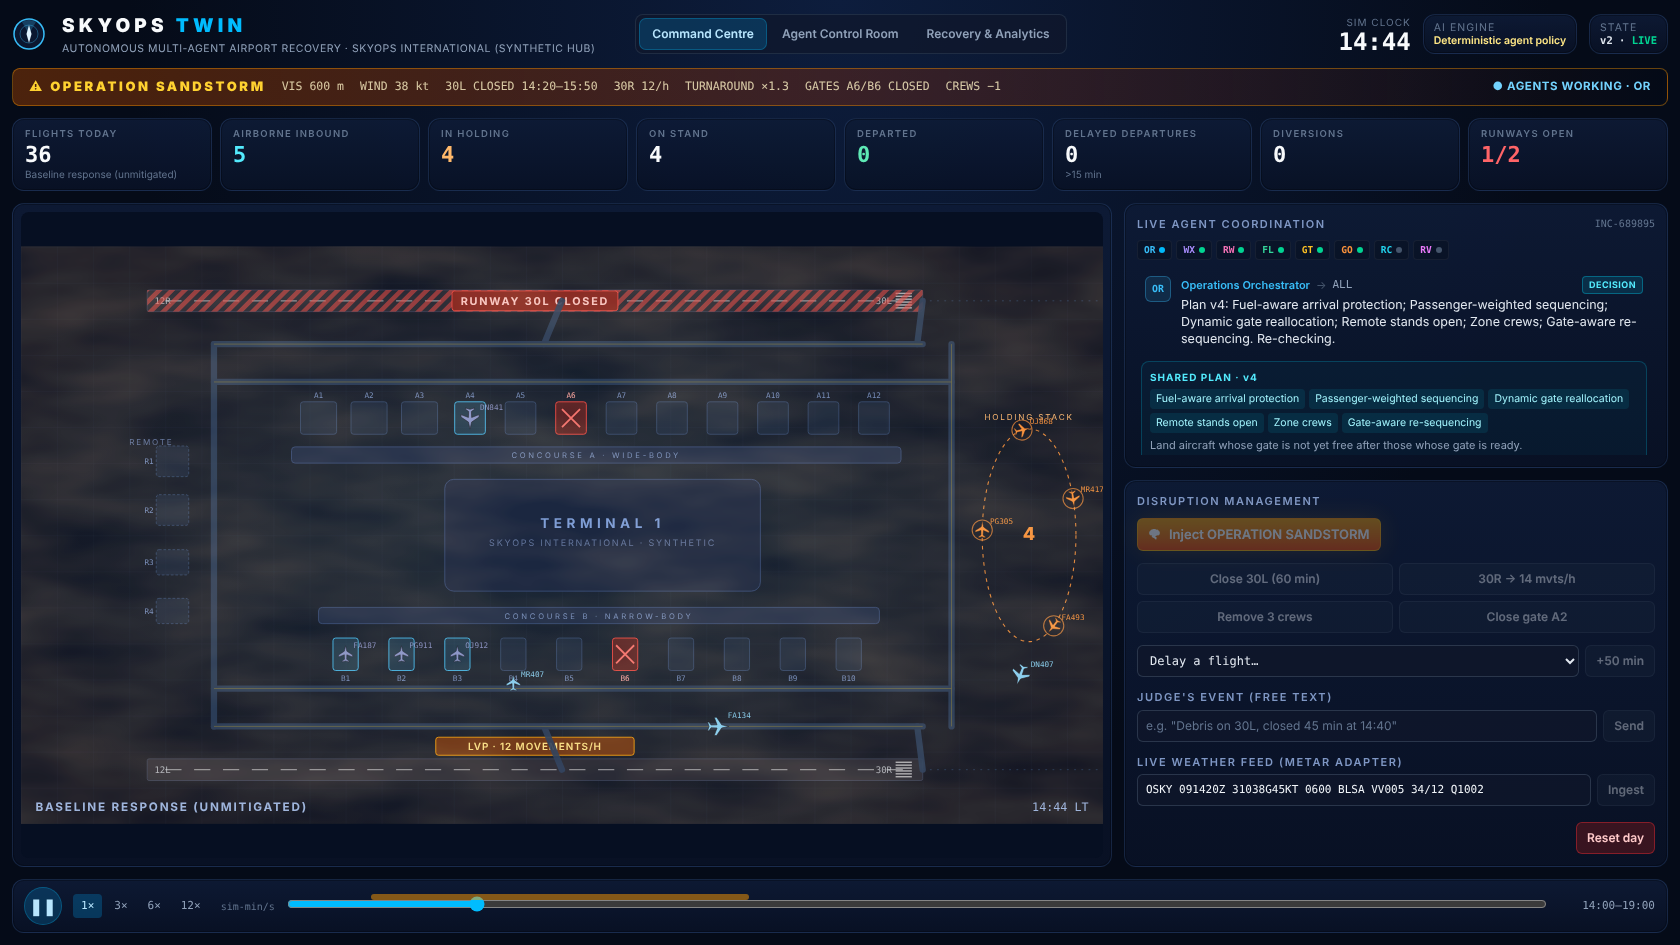 SKYOPS TWIN
AUTONOMOUS MULTI-AGENT AIRPORT RECOVERY · SKYOPS INTERNATIONAL (SYNTHETIC HUB)
Command Centre
Agent Control Room
Recovery & Analytics
SIM CLOCK
14:44
AI ENGINE
Deterministic agent policy
STATE
v2 · LIVE
OPERATION SANDSTORM
VIS 600 m
WIND 38 kt
30L CLOSED 14:20–15:50
30R 12/h
TURNAROUND ×1.3
GATES A6/B6 CLOSED
CREWS −1
AGENTS WORKING · OR
FLIGHTS TODAY
36
Baseline response (unmitigated)
AIRBORNE INBOUND
5
IN HOLDING
4
ON STAND
4
DEPARTED
0
DELAYED DEPARTURES
0
>15 min
DIVERSIONS
0
RUNWAYS OPEN
1/2
12R
RUNWAY 30L CLOSED
30L
A1
A2
A3
A4
A5
A6
A7
A8
A9
A10
A11
A12
DN841
CONCOURSE A · WIDE-BODY
REMOTE
R1
R2
R3
R4
TERMINAL 1
SKYOPS INTERNATIONAL · SYNTHETIC
CONCOURSE B · NARROW-BODY
HOLDING STACK
DJ868
MR417
PG305
4
FA493
DN407
FA187
PG911
DJ912
MR407
B1
B2
B3
B5
B6
B7
B8
B9
B10
FA134
LVP · 12 MOVEMENTS/H
12L
30R
BASELINE RESPONSE (UNMITIGATED)
14:44 LT
LIVE AGENT COORDINATION
INC-689895
OR
WX
RW
FL
GT
GO
RC
RV
OR
Operations Orchestrator → ALL
DECISION
Plan v4: Fuel-aware arrival protection; Passenger-weighted sequencing;
Dynamic gate reallocation; Remote stands open; Zone crews; Gate-aware re-
sequencing. Re-checking.
SHARED PLAN · v4
Fuel-aware arrival protection
Passenger-weighted sequencing
Dynamic gate reallocation
Remote stands open
Zone crews
Gate-aware re-sequencing
Land aircraft whose gate is not yet free after those whose gate is ready.
DISRUPTION MANAGEMENT
Inject OPERATION SANDSTORM
Close 30L (60 min)
30R → 14 mvts/h
Remove 3 crews
Close gate A2
Delay a flight…
+50 min
JUDGE'S EVENT (FREE TEXT)
e.g. "Debris on 30L, closed 45 min at 14:40"
Send
LIVE WEATHER FEED (METAR ADAPTER)
OSKY 091420Z 31038G45KT 0600 BLSA VV005 34/12 Q1002
Ingest
Reset day
1×
3×
6×
12×
sim-min/s
14:00–19:00